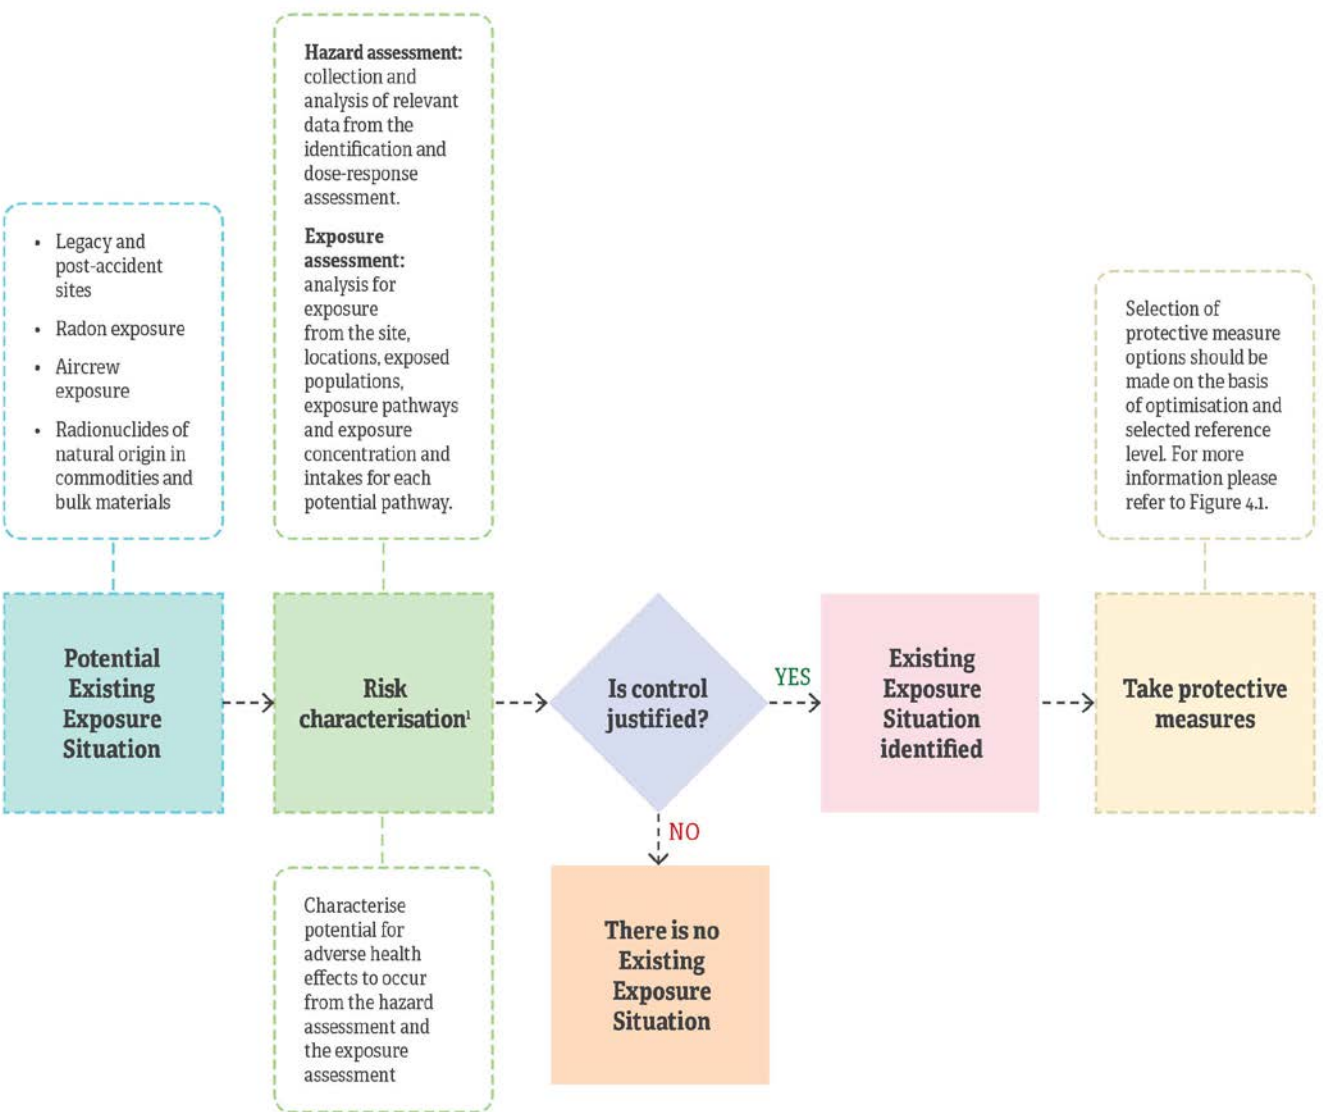 Hazard assessment:
collection and
analysis of relevant
data from the
identification and
dose-response
assessment.
Exposure
assessment:
analysis for
exposure
from the site,
locations, exposed
populations,
exposure pathways
and exposure
concentration and
intakes for each
potential pathway.
• Legacy and
post-accident
sites
• Radon exposure
• Aircrew
exposure
• Radionuclides of
natural origin in
commodities and
bulk materials
Selection of
protective measure
options should be
made on the basis
of optimisation and
selected reference
level. For more
information please
refer to Figure 4.1.
Potential
Existing
Exposure
Situation
Risk
characterisation¹
Is control
justified?
YES
Existing
Exposure
Situation
identified
Take protective
measures
NO
There is no
Existing
Exposure
Situation
Characterise
potential for
adverse health
effects to occur
from the hazard
assessment and
the exposure
assessment